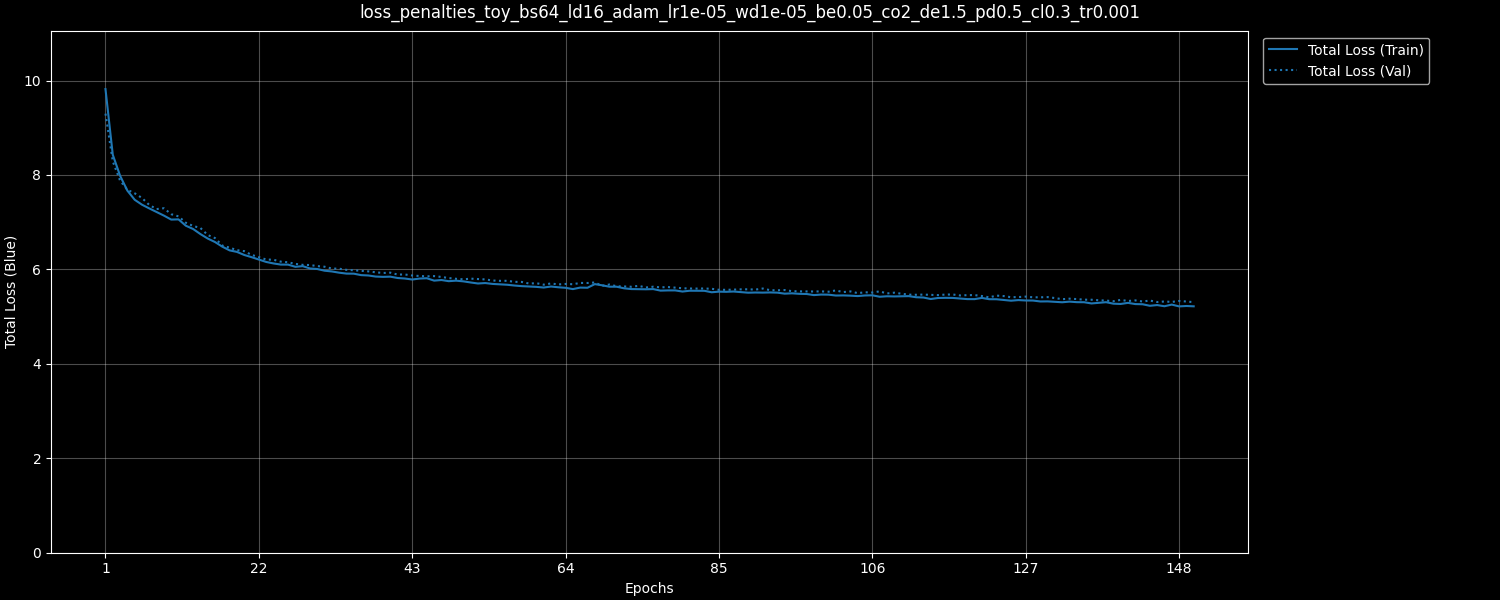 loss_penalties_toy_bs64_ld16_adam_lr1e-05_wd1e-05_be0.05_co2_de1.5_pd0.5_cl0.3_tr0.001
Total Loss (Train)
Total Loss (Val)
Total Loss (Blue)
10
8
6
4
2
0
1 22 43 64 85 106 127 148
Epochs